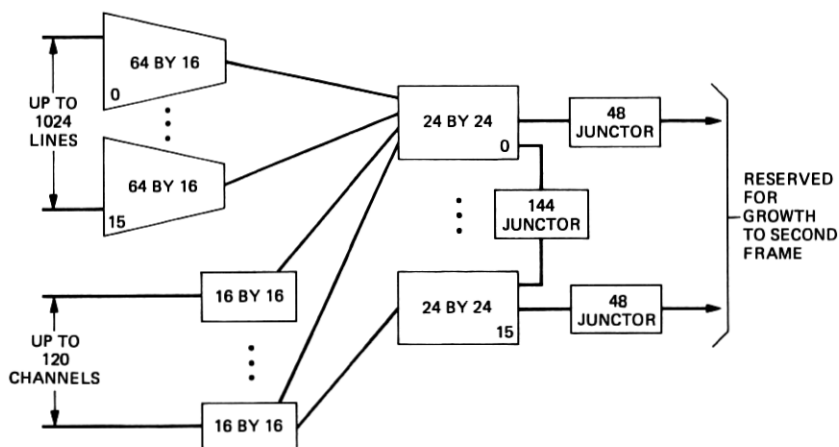 64 BY 16
0
UP TO
1024
LINES
64 BY 16
15
24 BY 24
0
48
JUNCTOR
144
JUNCTOR
RESERVED
FOR
GROWTH
TO SECOND
FRAME
16 BY 16
24 BY 24
15
48
JUNCTOR
UP TO
120
CHANNELS
16 BY 16